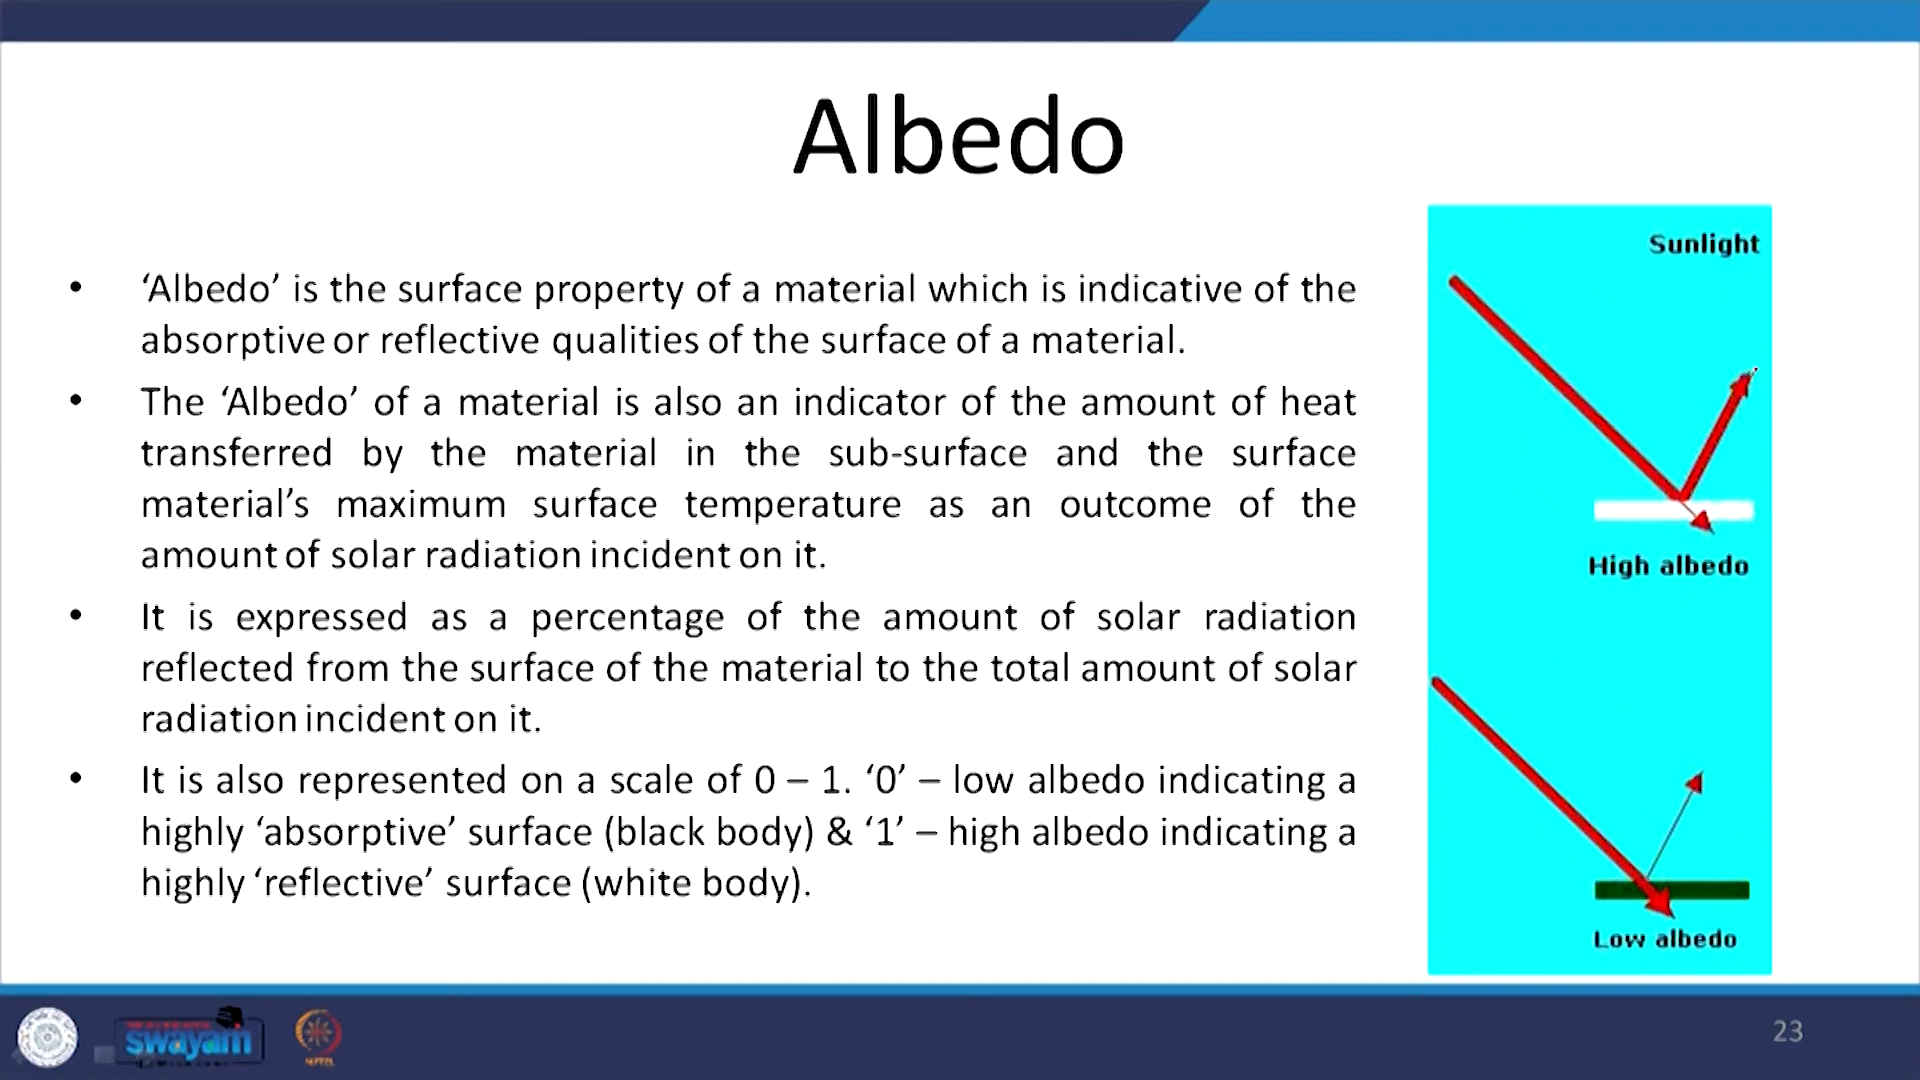 Albedo
• ‘Albedo’ is the surface property of a material which is indicative of the
absorptive or reflective qualities of the surface of a material.
• The ‘Albedo’ of a material is also an indicator of the amount of heat
transferred by the material in the sub-surface and the surface
material’s maximum surface temperature as an outcome of the
amount of solar radiation incident on it.
• It is expressed as a percentage of the amount of solar radiation
reflected from the surface of the material to the total amount of solar
radiation incident on it.
• It is also represented on a scale of 0 – 1. ‘0’ – low albedo indicating a
highly ‘absorptive’ surface (black body) & ‘1’ – high albedo indicating a
highly ‘reflective’ surface (white body).
Sunlight
High albedo
Low albedo
swayam
23